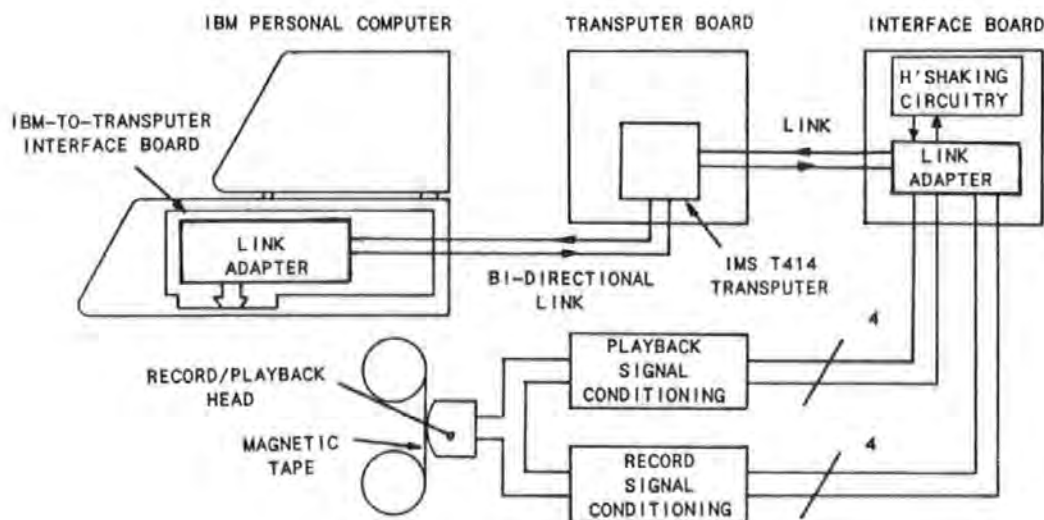 IBM PERSONAL COMPUTER
TRANSPUTER BOARD
INTERFACE BOARD
H'SHAKING
CIRCUITRY
IBM-TO-TRANSPUTER
INTERFACE BOARD
LINK
LINK
ADAPTER
LINK
ADAPTER
BI-DIRECTIONAL
LINK
IMS T414
TRANSPUTER
4
RECORD/PLAYBACK
HEAD
PLAYBACK
SIGNAL
CONDITIONING
MAGNETIC
TAPE
4
RECORD
SIGNAL
CONDITIONING